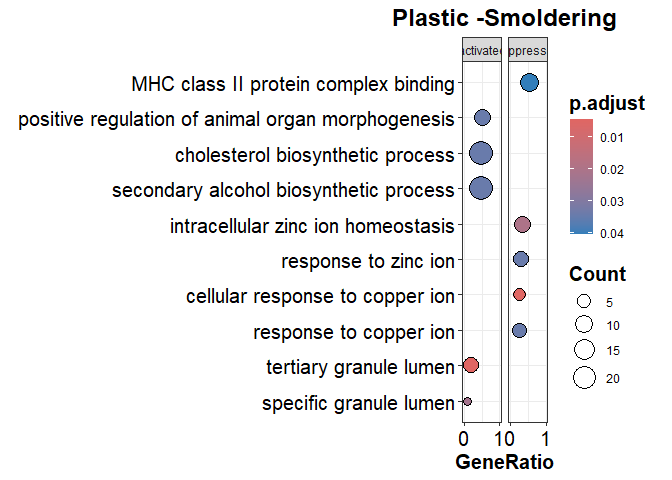 Plastic -Smoldering
activated
ppress
MHC class II protein complex binding
positive regulation of animal organ morphogenesis
cholesterol biosynthetic process
secondary alcohol biosynthetic process
intracellular zinc ion homeostasis
response to zinc ion
cellular response to copper ion
response to copper ion
tertiary granule lumen
specific granule lumen
0 1 0 1
GeneRatio
p.adjust
0.01
0.02
0.03
0.04
Count
5
10
15
20